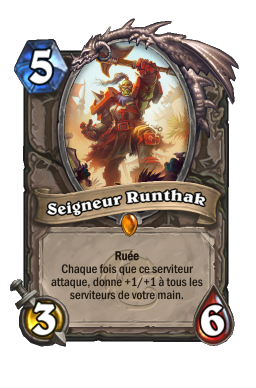 5
Seigneur Runthak
Ruée
Chaque fois que ce serviteur
attaque, donne +1/+1 à tous les
serviteurs de votre main.
3
6